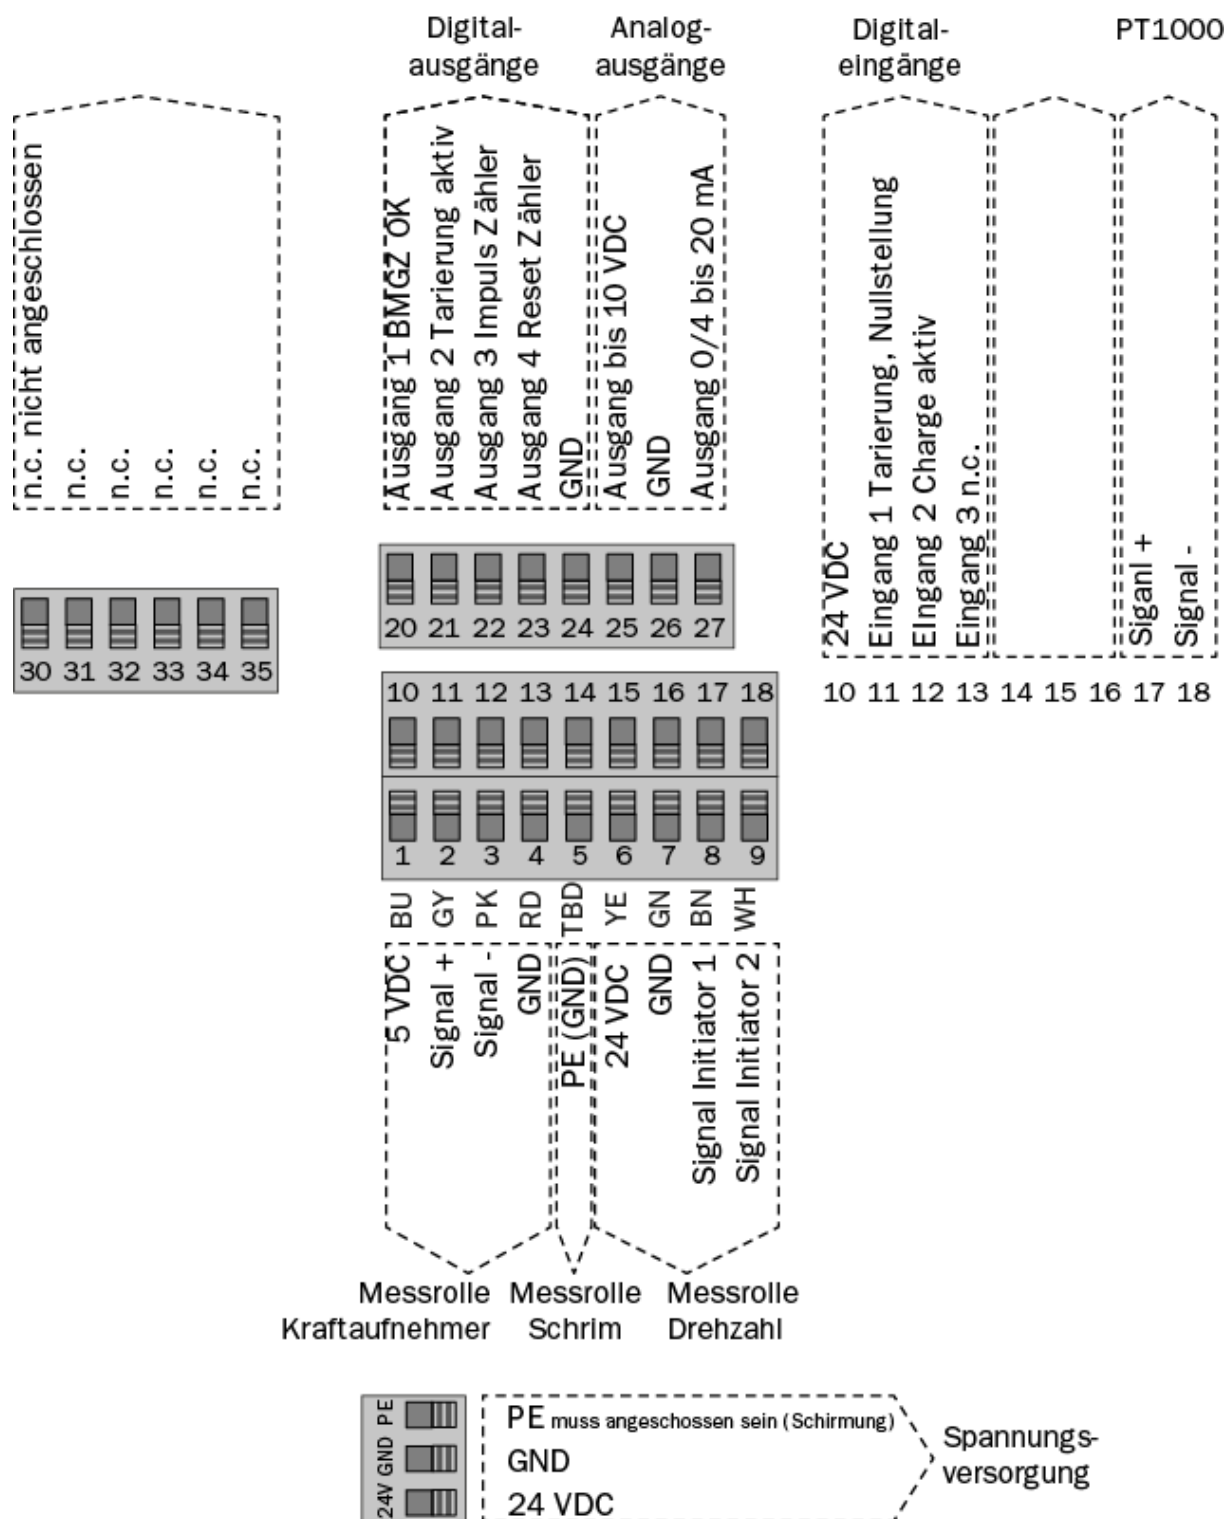 Digital-
ausgänge
Analog-
ausgänge
Digital-
eingänge
PT1000
n.c. nicht angeschlossen
n.c.
n.c.
n.c.
n.c.
n.c.
Ausgang 1 BMGZ OK
Ausgang 2 Tarierung aktiv
Ausgang 3 Impuls Zähler
Ausgang 4 Reset Zähler
GND
Ausgang bis 10 VDC
GND
Ausgang 0/4 bis 20 mA
24 VDC
Eingang 1 Tarierung, Nullstellung
EIngang 2 Charge aktiv
Eingang 3 n.c.
Siganl +
Signal -
30 31 32 33 34 35
20 21 22 23 24 25 26 27
10 11 12 13 14 15 16 17 18
10 11 12 13 14 15 16 17 18
1 2 3 4 5 6 7 8 9
BU
GY
PK
RD
TBD
YE
GN
BN
WH
5 VDC
Signal +
Signal -
GND
PE (GND)
24 VDC
GND
Signal Initiator 1
Signal Initiator 2
Messrolle
Kraftaufnehmer
Messrolle
Schrim
Messrolle
Drehzahl
PE
GND
24V
PE muss angeschossen sein (Schirmung)
GND
24 VDC
Spannungs-
versorgung